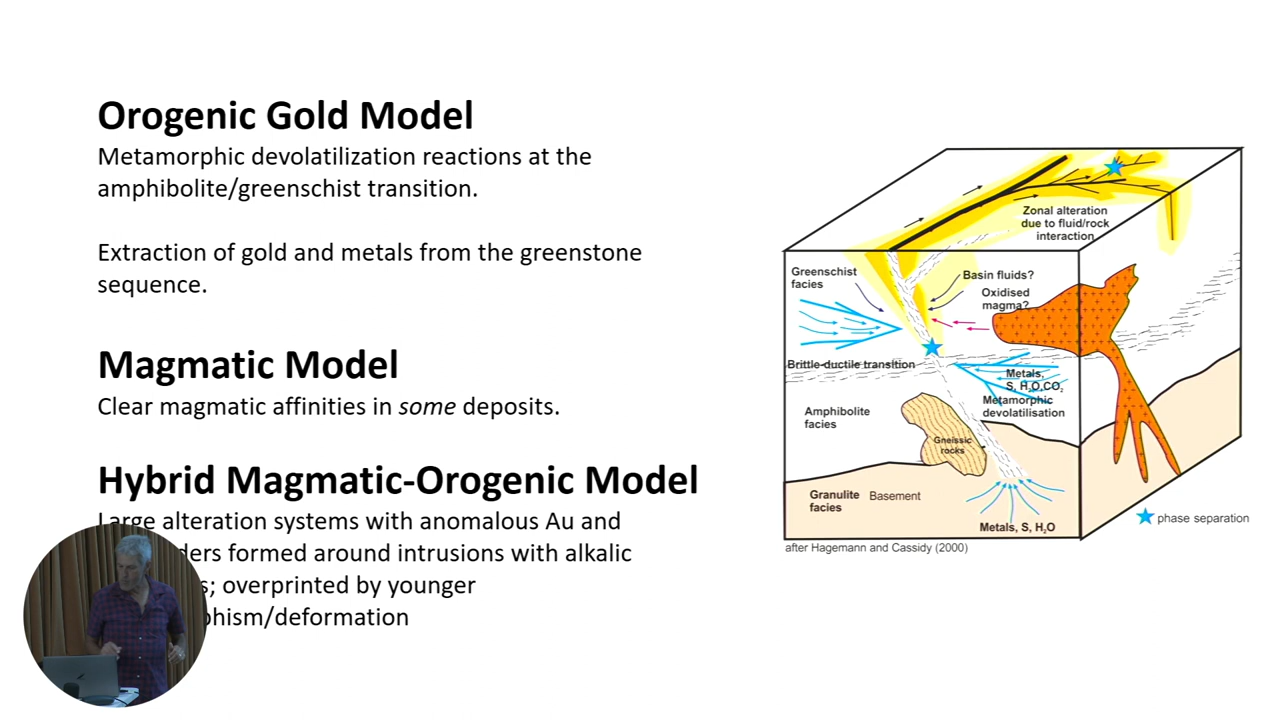 Orogenic Gold Model
Metamorphic devolatilization reactions at the
amphibolite/greenschist transition.
Extraction of gold and metals from the greenstone
sequence.
Magmatic Model
Clear magmatic affinities in some deposits.
Hybrid Magmatic-Orogenic Model
Large alteration systems with anomalous Au and
formed around intrusions with alkalic
overprinted by younger
Zonal alteration
due to fluid/rock
interaction
Greenschist
facies
Basin fluids?
Oxidised
magma?
Brittle-ductile transition
Metals,
S, H₂O,CO₂
Metamorphic
devolatilisation
Amphibolite
facies
Gneissic
rocks
Granulite
facies
Basement
Metals, S, H₂O
phase separation
after Hagemann and Cassidy (2000)